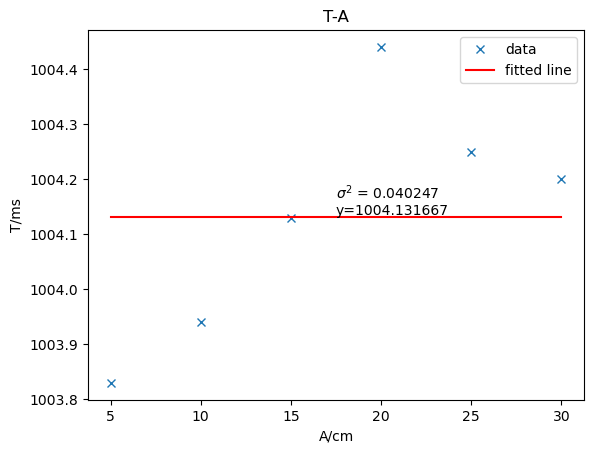 T-A
data
fitted line
1004.4
1004.3
1004.2
1004.1
1004.0
1003.9
1003.8
T/ms
σ² = 0.040247
y=1004.131667
5 10 15 20 25 30
A/cm